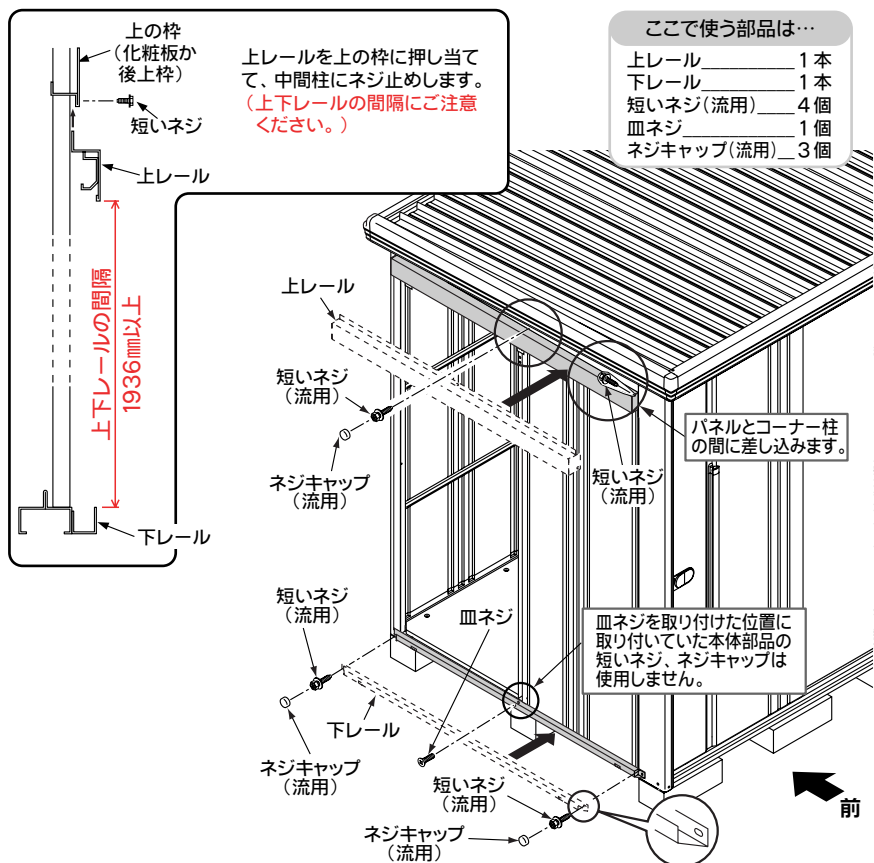 上の枠
（化粧板か
後上枠）
短いネジ
上レール
上下レールの間隔
1936㎜以上
下レール
上レールを上の枠に押し当て
て、中間柱にネジ止めします。
（上下レールの間隔にご注意
ください。）
ここで使う部品は…
上レール________1本
下レール________1本
短いネジ(流用)__4個
皿ネジ__________1個
ネジキャップ(流用)_3個
上レール
短いネジ
（流用）
ネジキャップ
（流用）
短いネジ
（流用）
パネルとコーナー柱
の間に差し込みます。
短いネジ
（流用）
皿ネジ
皿ネジを取り付けた位置に
取り付いていた本体部品の
短いネジ、ネジキャップは
使用しません。
下レール
ネジキャップ
（流用）
短いネジ
（流用）
ネジキャップ
（流用）
前